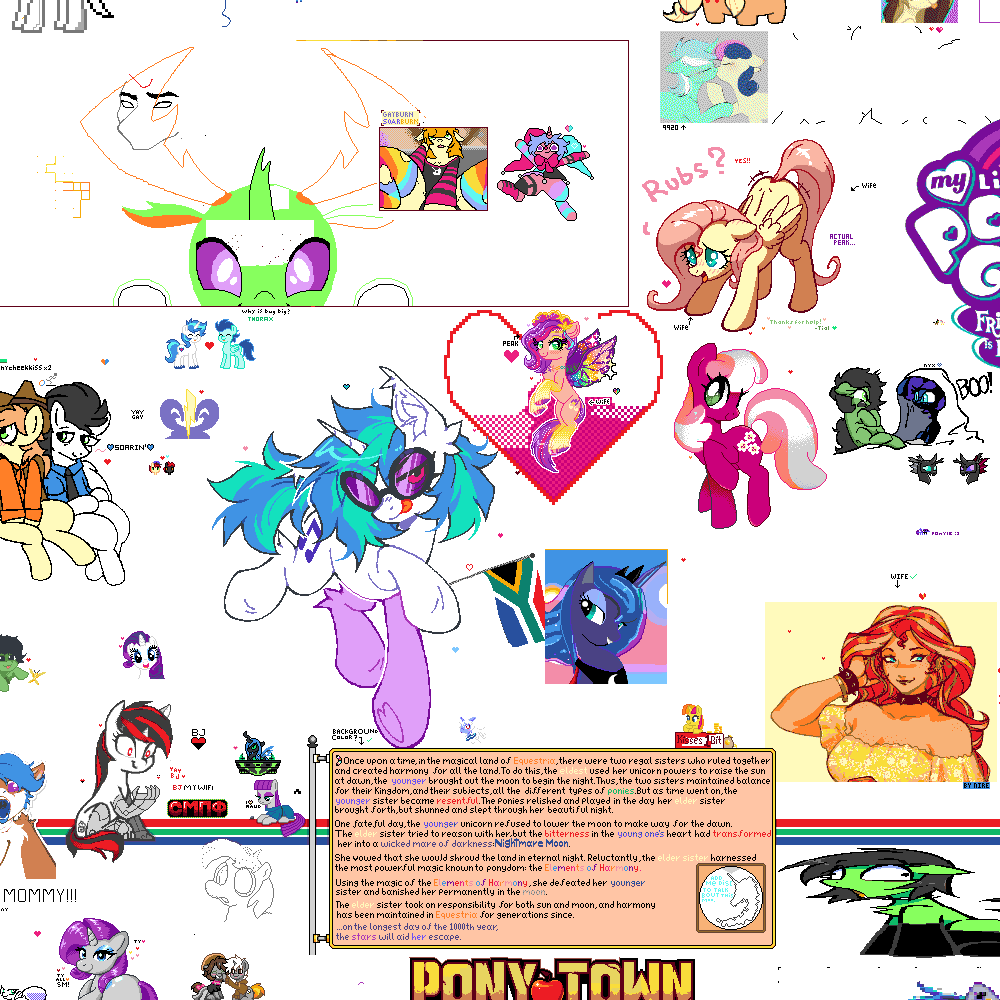 GAYBURN
SOARBURN
9920 ↑
Rubs?
YES!!
Wife
my Li
ACTUAL
PEAK...
Wife
"Thanks for help!"
Why is bug big?
THORAX
PEAK
C-WIFE
YAY
GAY
SOARIN'
BOO!
WIFE
BY NIRE
BJ
BJ MY WIFI
BACKGROUND
COLOR?
Kisses 1Bit
Once upon a time, in the magical land of Equestria, there were two regal sisters who ruled together
and created harmony for all the land. To do this, the elder used her unicorn powers to raise the sun
at dawn, the younger brought out the moon to begin the night. Thus, the two sisters maintained balance
for their Kingdom, and their subjects, all the different types of ponies. But as time went on, the
younger sister became resentful. The Ponies relished and played in the day her elder sister
brought forth, but shunned and slept through her beautiful night.
One fateful day, the younger unicorn refused to lower the moon to make way for the dawn.
The elder sister tried to reason with her, but the bitterness in the young one's heart had transformed
her into a wicked mare of darkness: Nightmare Moon.
She vowed that she would shroud the land in eternal night. Reluctantly, the elder sister harnessed
the most powerful magic known to ponydom: the Elements of Harmony.
Using the magic of the Elements of Harmony, she defeated her younger
sister and banished her permanently in the moon.
The elder sister took on responsibility for both sun and moon, and harmony
has been maintained in Equestria for generations since.
...on the longest day of the 1000th year,
the stars will aid her escape.
MOMMY!!!
PONY TOWN